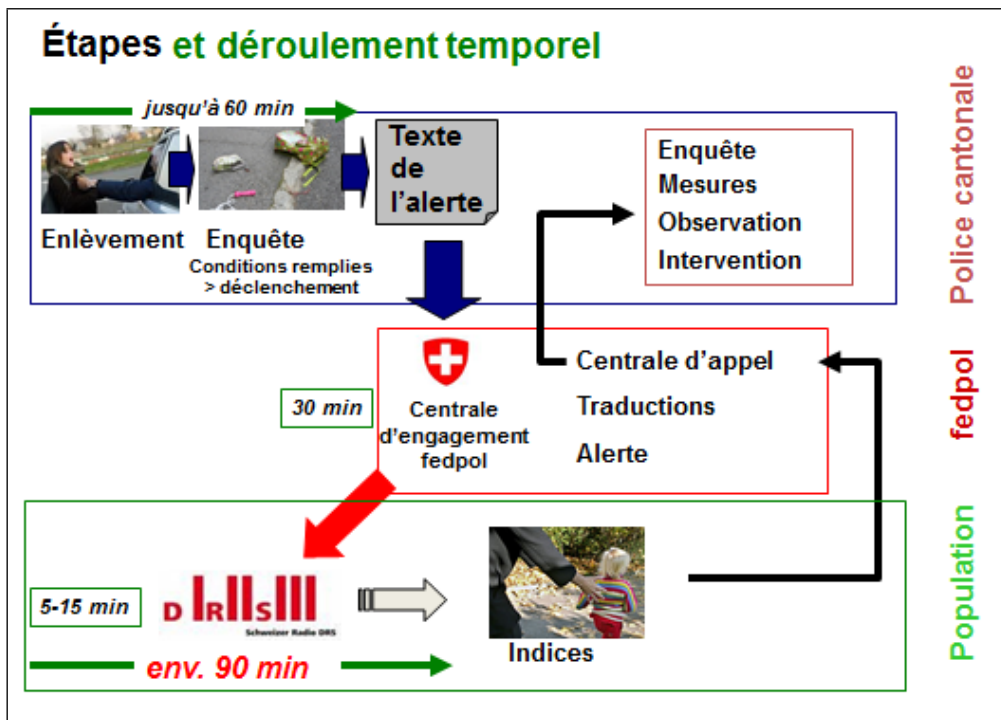 Étapes et déroulement temporel
jusqu'à 60 min
Texte
de
l'alerte
Enlèvement
Enquête
Conditions remplies
> déclenchement
Enquête
Mesures
Observation
Intervention
Police cantonale
30 min
Centrale
d'engagement
fedpol
Centrale d'appel
Traductions
Alerte
fedpol
5-15 min
DRS
Schweizer Radio DRS
Indices
env. 90 min
Population